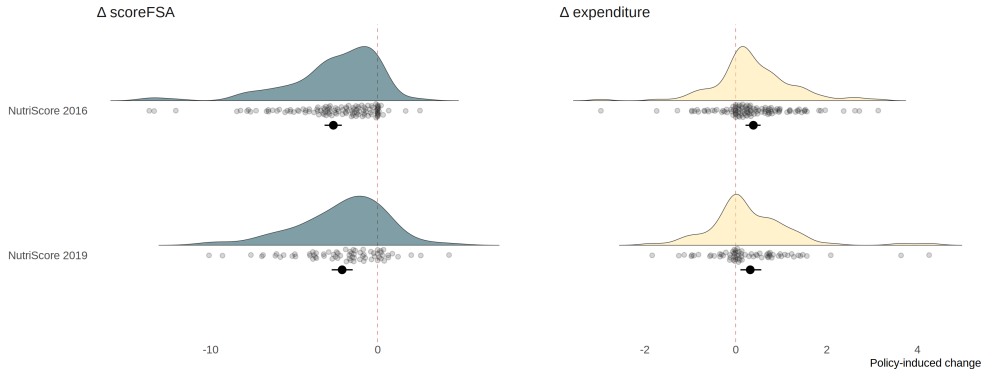 Δ scoreFSA
Δ expenditure
NutriScore 2016
NutriScore 2019
-10 0
-2 0 2 4
Policy-induced change